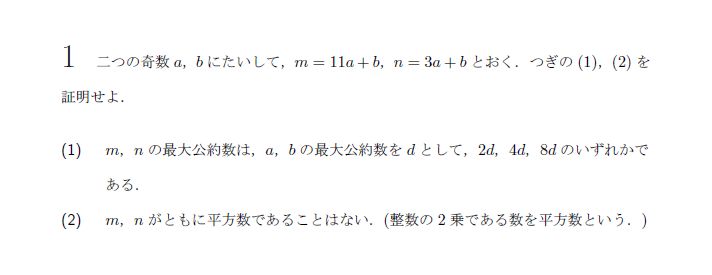 1 二つの奇数 a，b にたいして，m = 11a + b，n = 3a + b とおく．つぎの (1)，(2) を
証明せよ．
(1) m，n の最大公約数は，a，b の最大公約数を d として，2d，4d，8d のいずれかで
ある．
(2) m，n がともに平方数であることはない．(整数の 2 乗である数を平方数という．)